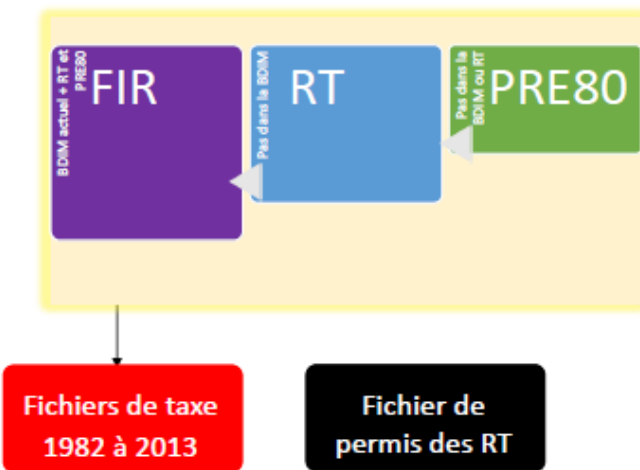 BDIM actuel + RT et
PRE80
FIR
Pas dans la BDIM
RT
Pas dans la
BDIM ou RT
PRE80
Fichiers de taxe
1982 à 2013
Fichier de
permis des RT